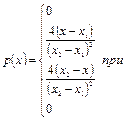 0
4(x − x₁)
(x₂ − x₁)²
p(x) = при
4(x₂ − x)
(x₂ − x₁)²
0